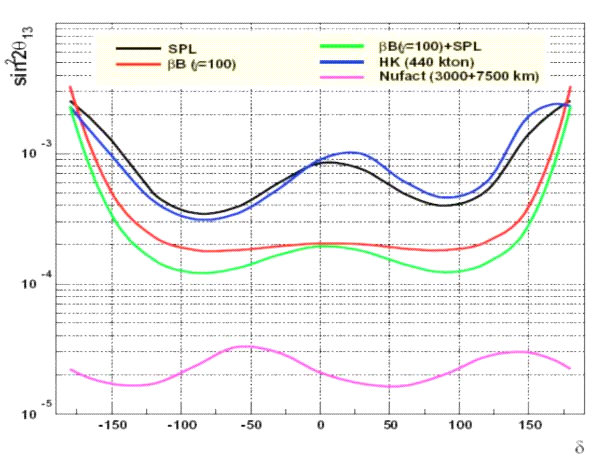 sin²2θ13
SPL
βB (γ=100)
βB(γ=100)+SPL
HK (440 kton)
Nufact (3000+7500 km)
10 -3
10 -4
10 -5
-150 -100 -50 0 50 100 150
δ